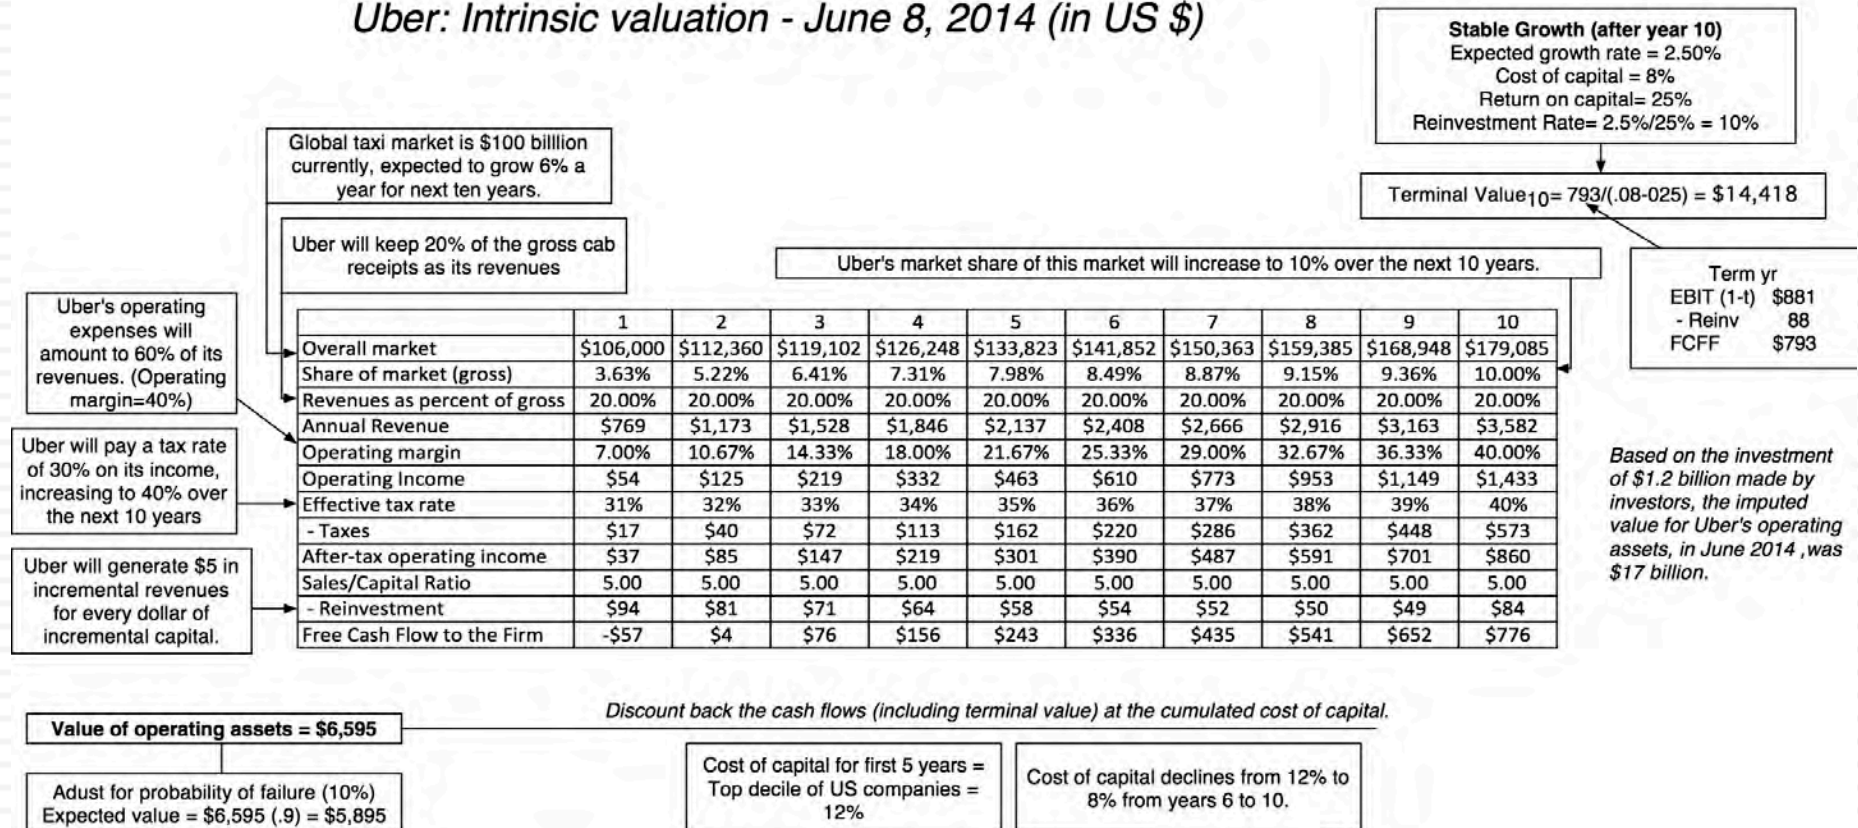 Uber: Intrinsic valuation - June 8, 2014 (in US $)
Stable Growth (after year 10)
Expected growth rate = 2.50%
Cost of capital = 8%
Return on capital= 25%
Reinvestment Rate= 2.5%/25% = 10%
Global taxi market is $100 billlion
currently, expected to grow 6% a
year for next ten years.
Terminal Value10= 793/(.08-025) = $14,418
Uber will keep 20% of the gross cab
receipts as its revenues
Uber's market share of this market will increase to 10% over the next 10 years.
Term yr
EBIT (1-t) $881
- Reinv 88
FCFF $793
Uber's operating
expenses will
amount to 60% of its
revenues. (Operating
margin=40%)
Uber will pay a tax rate
of 30% on its income,
increasing to 40% over
the next 10 years
Uber will generate $5 in
incremental revenues
for every dollar of
incremental capital.
1 2 3 4 5 6 7 8 9 10
Overall market $106,000 $112,360 $119,102 $126,248 $133,823 $141,852 $150,363 $159,385 $168,948 $179,085
Share of market (gross) 3.63% 5.22% 6.41% 7.31% 7.98% 8.49% 8.87% 9.15% 9.36% 10.00%
Revenues as percent of gross 20.00% 20.00% 20.00% 20.00% 20.00% 20.00% 20.00% 20.00% 20.00% 20.00%
Annual Revenue $769 $1,173 $1,528 $1,846 $2,137 $2,408 $2,666 $2,916 $3,163 $3,582
Operating margin 7.00% 10.67% 14.33% 18.00% 21.67% 25.33% 29.00% 32.67% 36.33% 40.00%
Operating Income $54 $125 $219 $332 $463 $610 $773 $953 $1,149 $1,433
Effective tax rate 31% 32% 33% 34% 35% 36% 37% 38% 39% 40%
- Taxes $17 $40 $72 $113 $162 $220 $286 $362 $448 $573
After-tax operating income $37 $85 $147 $219 $301 $390 $487 $591 $701 $860
Sales/Capital Ratio 5.00 5.00 5.00 5.00 5.00 5.00 5.00 5.00 5.00 5.00
- Reinvestment $94 $81 $71 $64 $58 $54 $52 $50 $49 $84
Free Cash Flow to the Firm -$57 $4 $76 $156 $243 $336 $435 $541 $652 $776
Based on the investment
of $1.2 billion made by
investors, the imputed
value for Uber's operating
assets, in June 2014 ,was
$17 billion.
Discount back the cash flows (including terminal value) at the cumulated cost of capital.
Value of operating assets = $6,595
Adust for probability of failure (10%)
Expected value = $6,595 (.9) = $5,895
Cost of capital for first 5 years =
Top decile of US companies =
12%
Cost of capital declines from 12% to
8% from years 6 to 10.